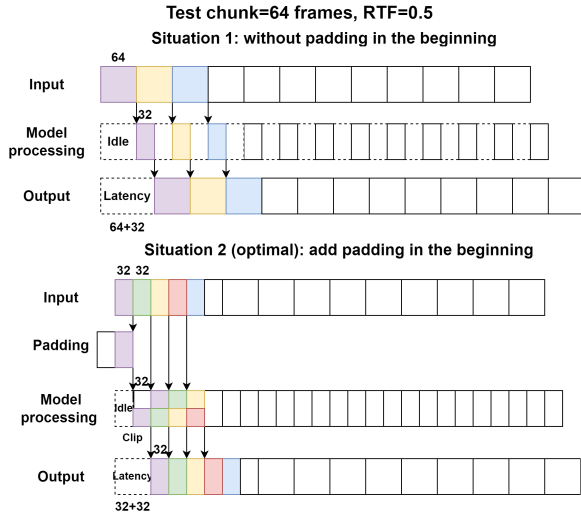 Test chunk=64 frames, RTF=0.5
Situation 1: without padding in the beginning
64
Input
32
Model
processing
Idle
Output
Latency
64+32
Situation 2 (optimal): add padding in the beginning
32 32
Input
Padding
32
Model
processing
Idle
Clip
32
Output
Latency
32+32